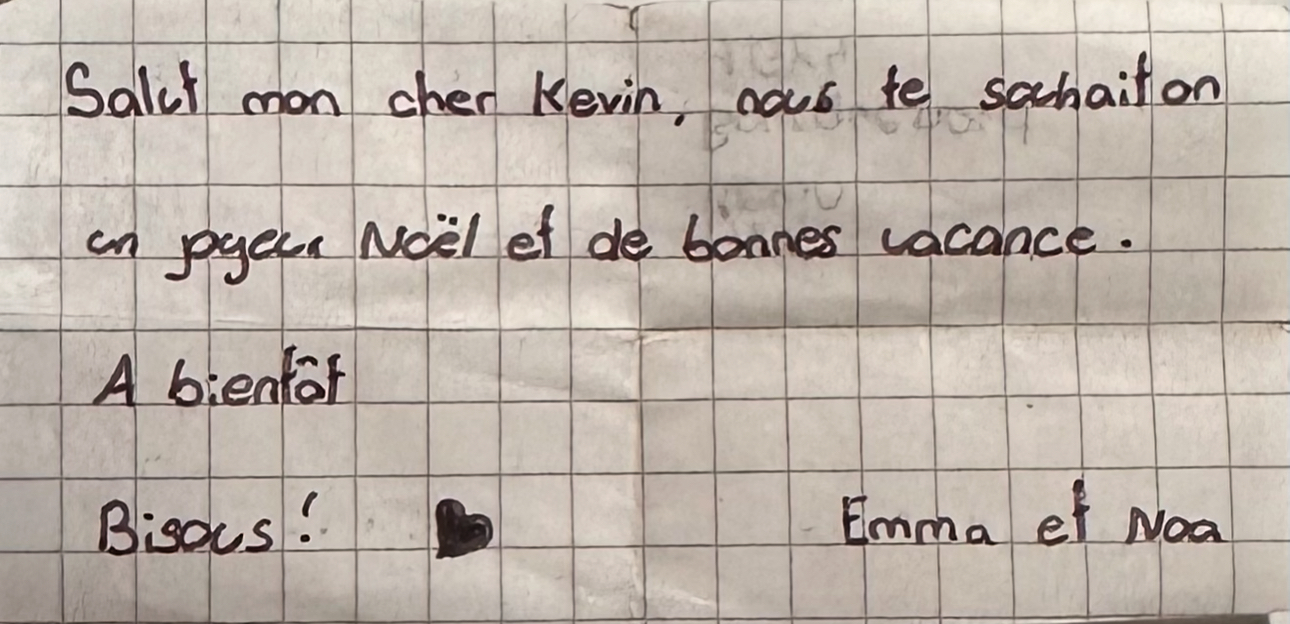 Salut mon cher Kevin, nous te souhaiton
un joyeux Noël et de bonnes vacance.
A bientôt
Bisous ! ♥ Emma et Noa